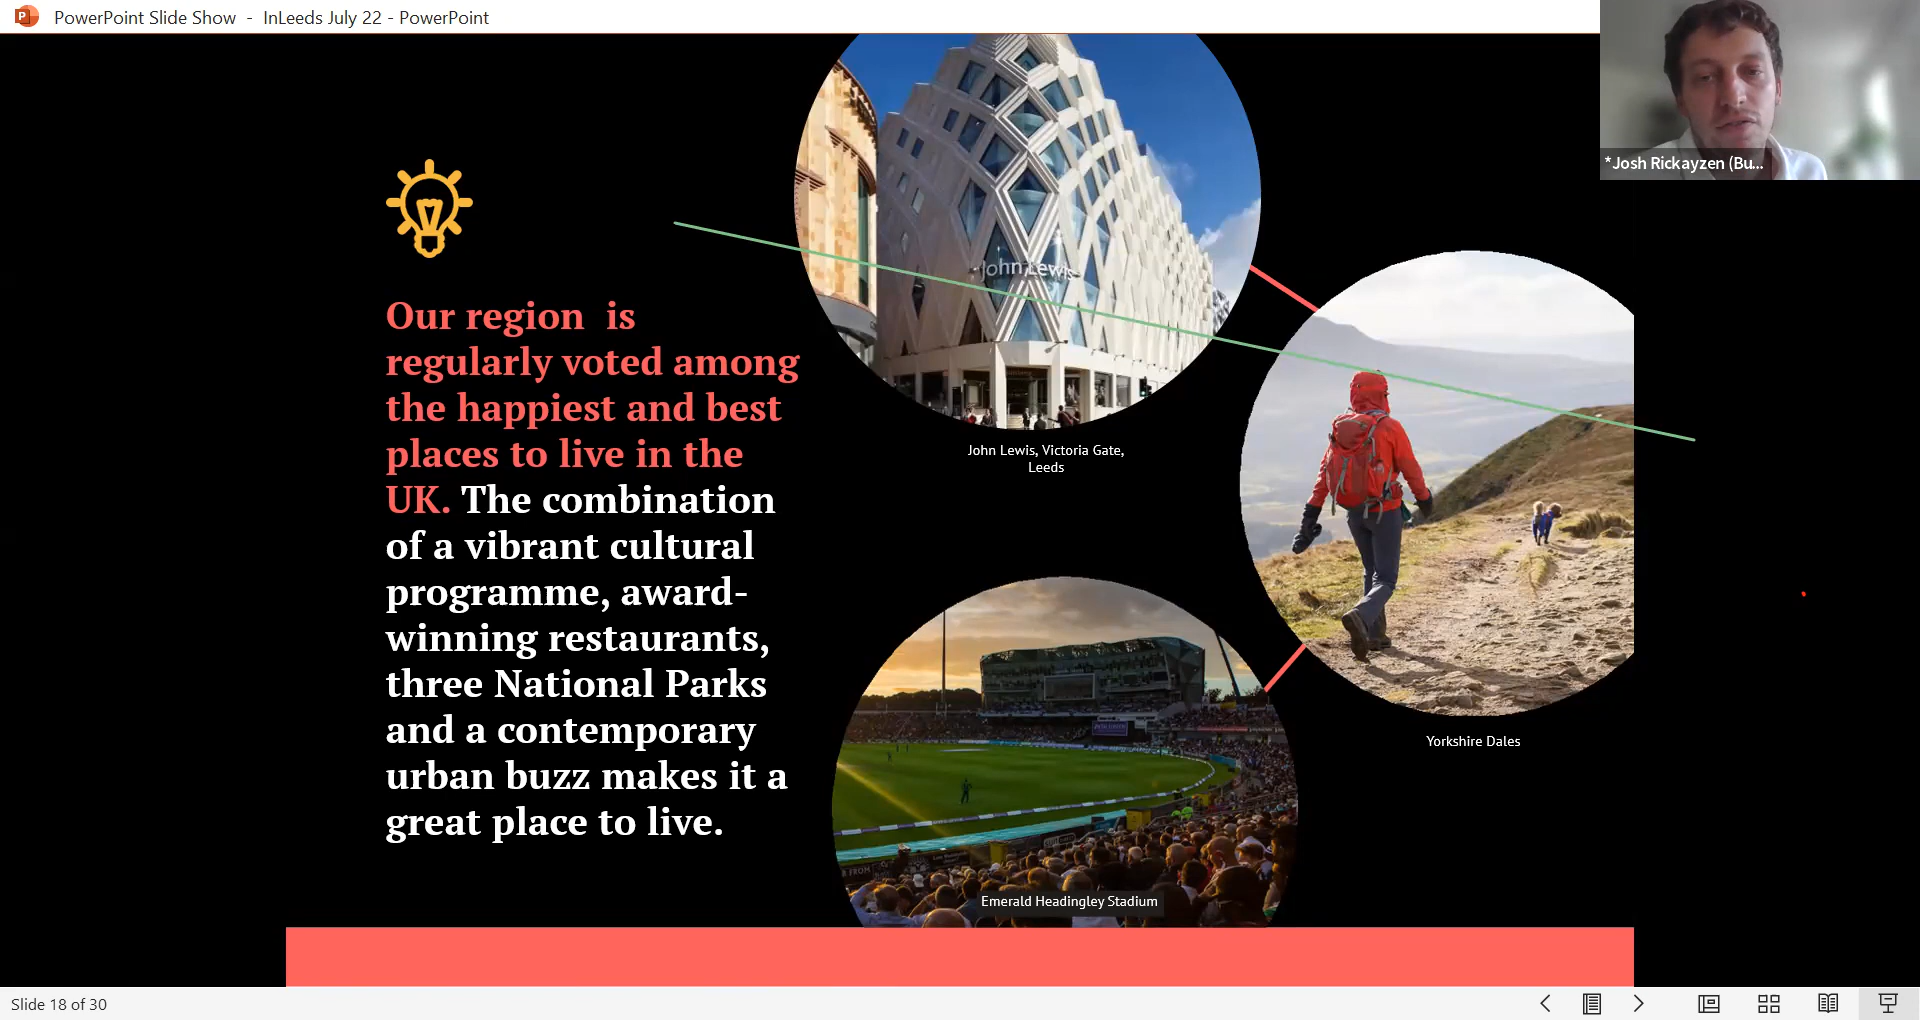 PowerPoint Slide Show - InLeeds July 22 - PowerPoint
*Josh Rickayzen (Bu...
John Lewis
Our region is
regularly voted among
the happiest and best
places to live in the
UK. The combination
of a vibrant cultural
programme, award-
winning restaurants,
three National Parks
and a contemporary
urban buzz makes it a
great place to live.
John Lewis, Victoria Gate,
Leeds
Yorkshire Dales
Emerald Headingley Stadium
Slide 18 of 30